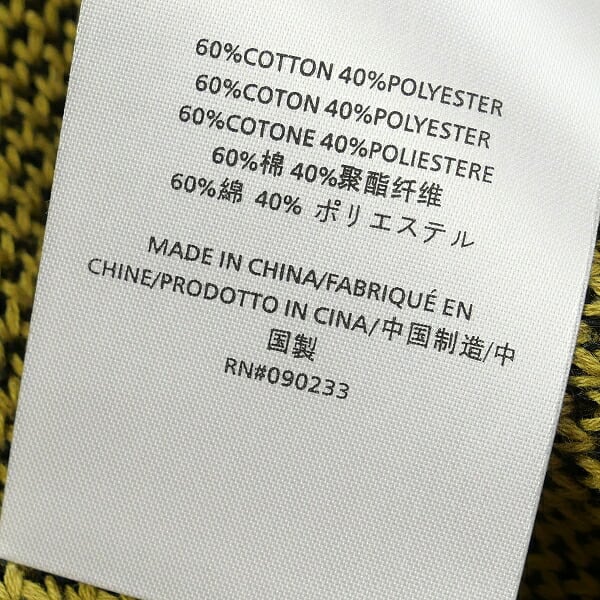 60%COTTON 40%POLYESTER
60%COTON 40%POLYESTER
60%COTONE 40%POLIESTERE
60%棉 40%聚酯纤维
60%綿 40% ポリエステル
MADE IN CHINA/FABRIQUÉ EN
CHINE/PRODOTTO IN CINA/中国制造/中
国製
RN#090233